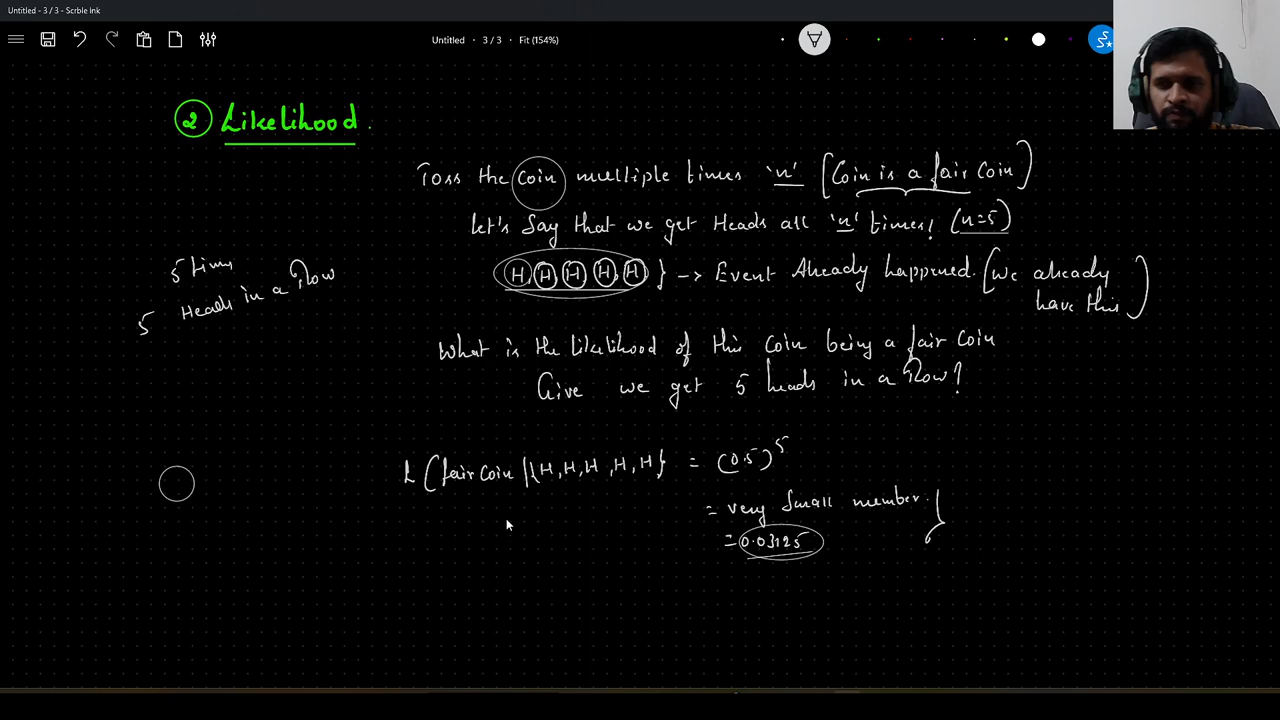 Untitled - 3 / 3 - Scrble Ink
Untitled · 3 / 3 · Fit (154%)
2 Likelihood.
Toss the coin multiple times 'n' [Coin is a fair Coin]
Let's Say that we get Heads all 'n' times! (n=5)
H, H, H, H, H } -> Event Already happened. [We already have this]
5 times
Heads in a Row
5
What is the likelihood of this coin being a fair coin
Give we get 5 heads in a Row?
L (fair Coin | {H, H, H, H, H} = (0.5)^5
= very Small number.
= 0.03125